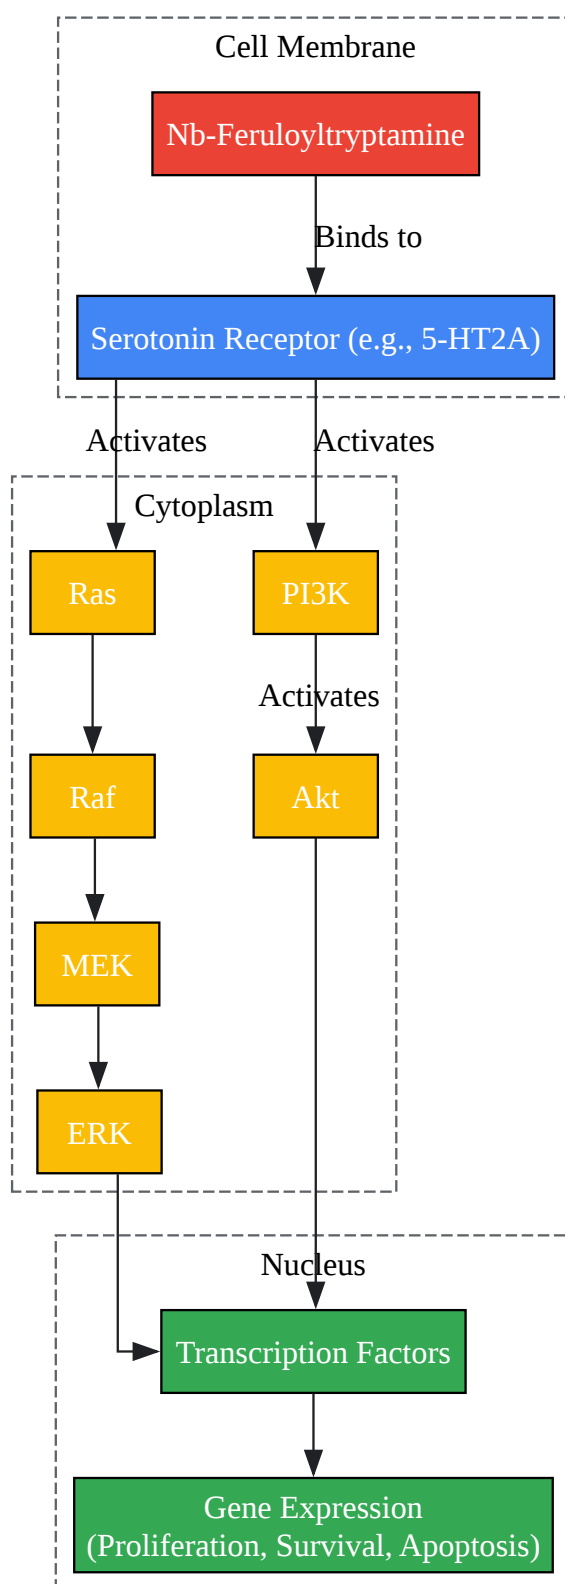 Cell Membrane
Nb-Feruloyltryptamine
Binds to
Serotonin Receptor (e.g., 5-HT2A)
Activates
Activates
Cytoplasm
Ras
PI3K
Activates
Raf
Akt
MEK
ERK
Nucleus
Transcription Factors
Gene Expression
(Proliferation, Survival, Apoptosis)